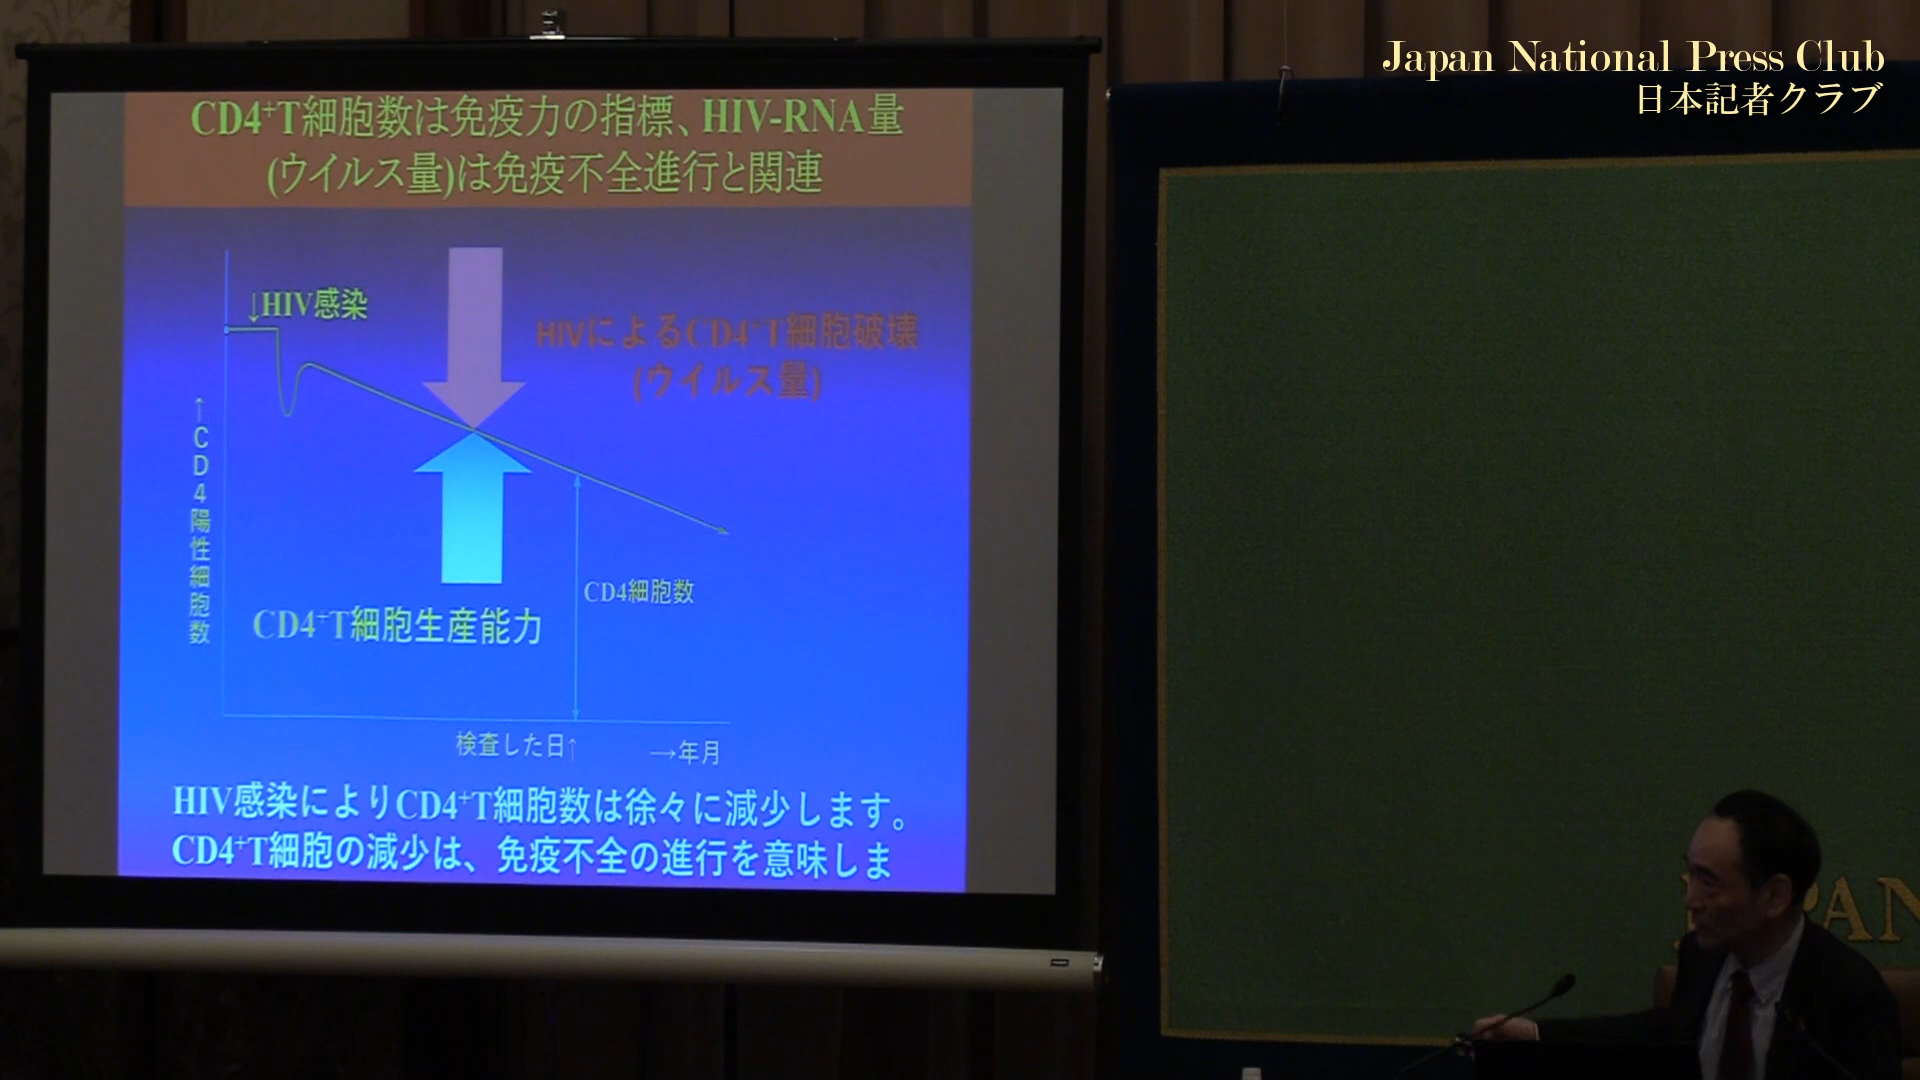 Japan National Press Club
日本記者クラブ
CD4⁺T細胞数は免疫力の指標、HIV-RNA量
(ウイルス量)は免疫不全進行と関連
↓HIV感染
HIVによるCD4⁺T細胞破壊
(ウイルス量)
↑CD4陽性細胞数
CD4細胞数
CD4⁺T細胞生産能力
検査した日↑
→年月
HIV感染によりCD4⁺T細胞数は徐々に減少します。
CD4⁺T細胞の減少は、免疫不全の進行を意味しま